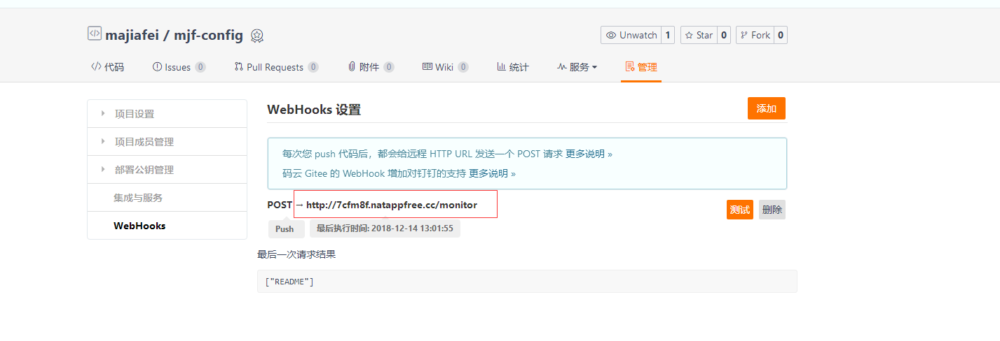 majiafei / mjf-config
Unwatch 1 Star 0 Fork 0
代码 Issues 0 Pull Requests 0 附件 0 Wiki 0 统计 服务 管理
项目设置
项目成员管理
部署公钥管理
集成与服务
WebHooks
WebHooks 设置 添加
每次您 push 代码后，都会给远程 HTTP URL 发送一个 POST 请求 更多说明 »
码云 Gitee 的 WebHook 增加对钉钉的支持 更多说明 »
POST → http://7cfm8f.natappfree.cc/monitor 测试 删除
Push 最后执行时间: 2018-12-14 13:01:55
最后一次请求结果
["README"]